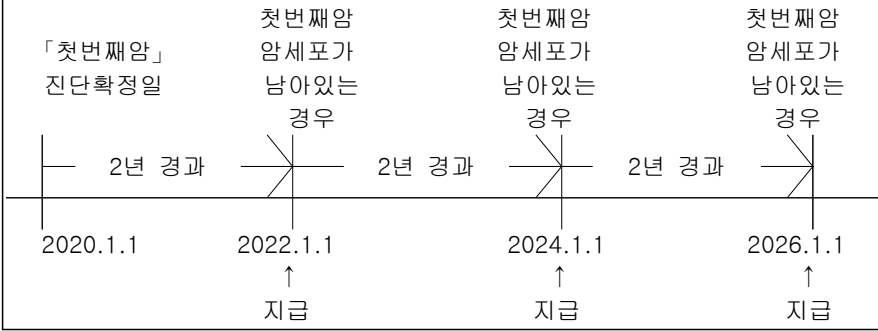 「첫번째암」
진단확정일
첫번째암
암세포가
남아있는
경우
첫번째암
암세포가
남아있는
경우
첫번째암
암세포가
남아있는
경우
2년 경과
2년 경과
2년 경과
2020.1.1
2022.1.1
2024.1.1
2026.1.1
↑
↑
↑
지급
지급
지급